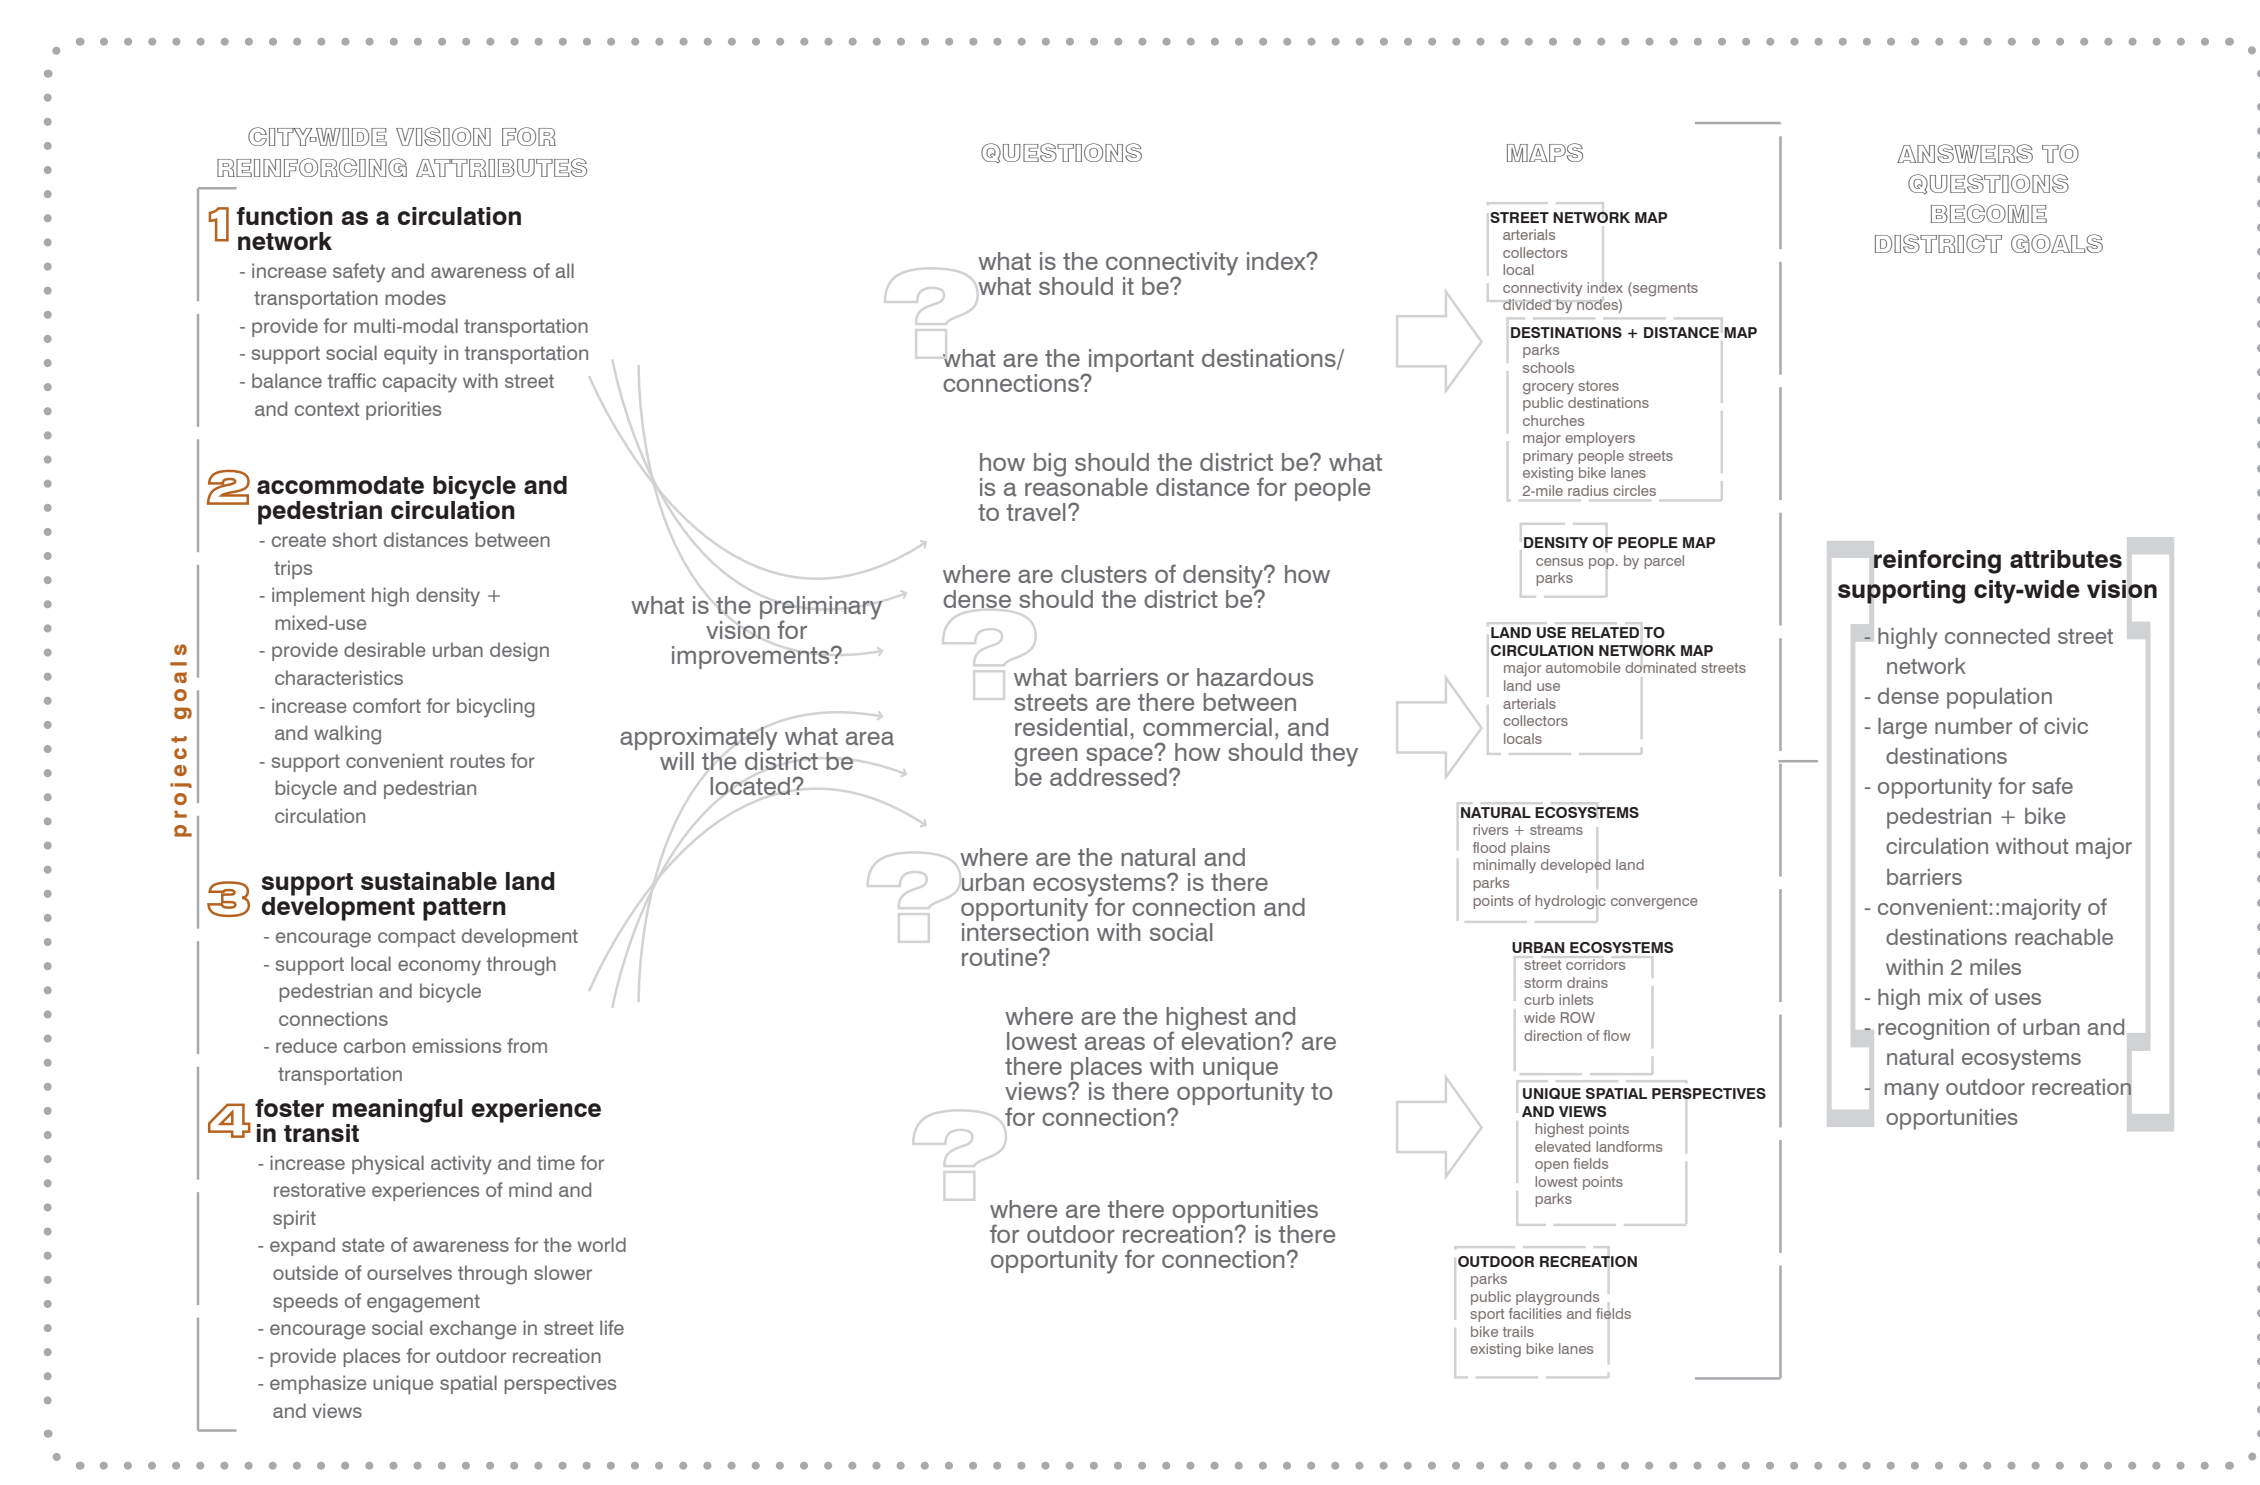 CITY-WIDE VISION FOR
REINFORCING ATTRIBUTES
project goals
1 function as a circulation
network
- increase safety and awareness of all
transportation modes
- provide for multi-modal transportation
- support social equity in transportation
- balance traffic capacity with street
and context priorities
2 accommodate bicycle and
pedestrian circulation
- create short distances between
trips
- implement high density +
mixed-use
- provide desirable urban design
characteristics
- increase comfort for bicycling
and walking
- support convenient routes for
bicycle and pedestrian
circulation
3 support sustainable land
development pattern
- encourage compact development
- support local economy through
pedestrian and bicycle
connections
- reduce carbon emissions from
transportation
4 foster meaningful experience
in transit
- increase physical activity and time for
restorative experiences of mind and
spirit
- expand state of awareness for the world
outside of ourselves through slower
speeds of engagement
- encourage social exchange in street life
- provide places for outdoor recreation
- emphasize unique spatial perspectives
and views
what is the preliminary
vision for
improvements?
approximately what area
will the district be
located?
QUESTIONS
?
what is the connectivity index?
what should it be?
what are the important destinations/
connections?
how big should the district be? what
is a reasonable distance for people
to travel?
where are clusters of density? how
dense should the district be?
?
what barriers or hazardous
streets are there between
residential, commercial, and
green space? how should they
be addressed?
?
where are the natural and
urban ecosystems? is there
opportunity for connection and
intersection with social
routine?
where are the highest and
lowest areas of elevation? are
there places with unique
views? is there opportunity to
for connection?
?
where are there opportunities
for outdoor recreation? is there
opportunity for connection?
MAPS
STREET NETWORK MAP
arterials
collectors
local
connectivity index (segments
divided by nodes)
DESTINATIONS + DISTANCE MAP
parks
schools
grocery stores
public destinations
churches
major employers
primary people streets
existing bike lanes
2-mile radius circles
DENSITY OF PEOPLE MAP
census pop. by parcel
parks
LAND USE RELATED TO
CIRCULATION NETWORK MAP
major automobile dominated streets
land use
arterials
collectors
locals
NATURAL ECOSYSTEMS
rivers + streams
flood plains
minimally developed land
parks
points of hydrologic convergence
URBAN ECOSYSTEMS
street corridors
storm drains
curb inlets
wide ROW
direction of flow
UNIQUE SPATIAL PERSPECTIVES
AND VIEWS
highest points
elevated landforms
open fields
lowest points
parks
OUTDOOR RECREATION
parks
public playgrounds
sport facilities and fields
bike trails
existing bike lanes
ANSWERS TO
QUESTIONS
BECOME
DISTRICT GOALS
reinforcing attributes
supporting city-wide vision
- highly connected street
network
- dense population
- large number of civic
destinations
- opportunity for safe
pedestrian + bike
circulation without major
barriers
- convenient::majority of
destinations reachable
within 2 miles
- high mix of uses
- recognition of urban and
natural ecosystems
- many outdoor recreation
opportunities